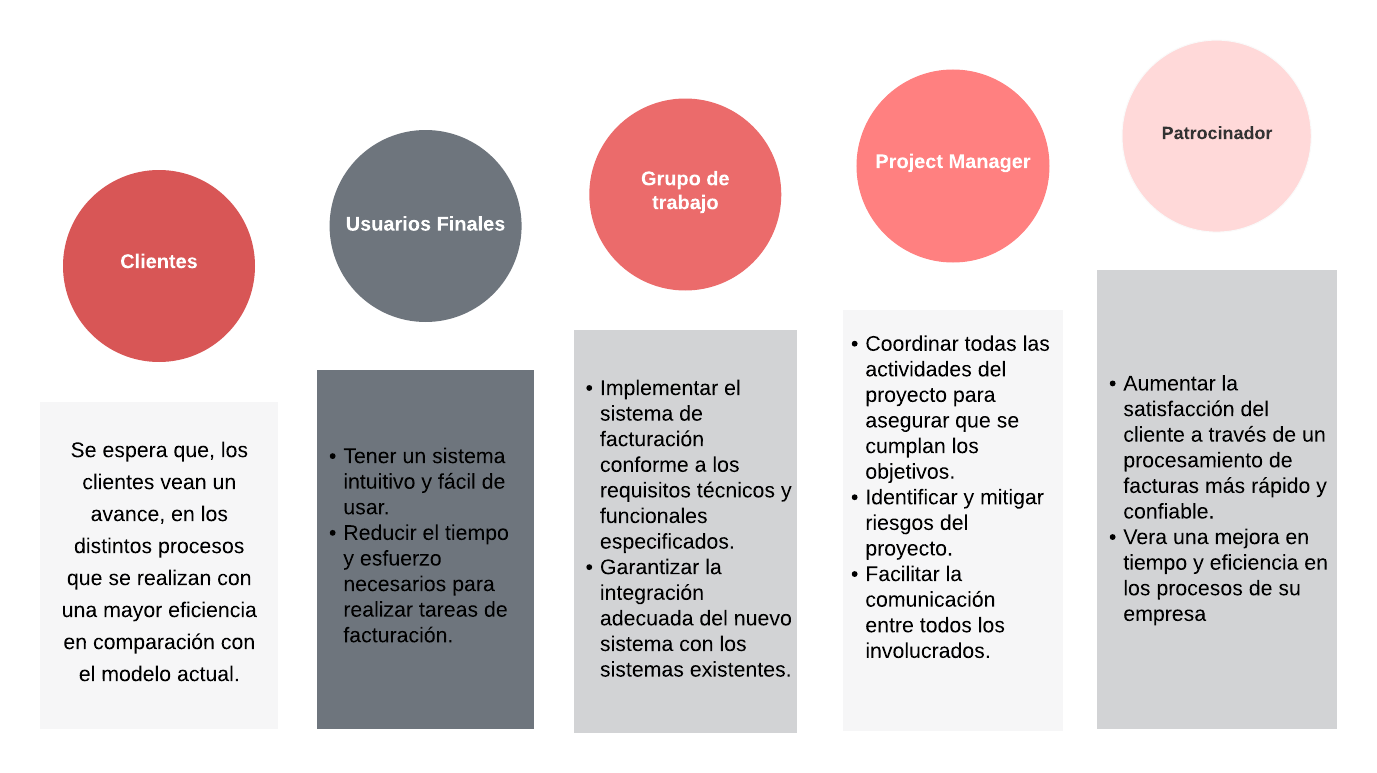 Clientes
Se espera que, los
clientes vean un
avance, en los
distintos procesos
que se realizan con
una mayor eficiencia
en comparación con
el modelo actual.
Usuarios Finales
• Tener un sistema
intuitivo y fácil de
usar.
• Reducir el tiempo
y esfuerzo
necesarios para
realizar tareas de
facturación.
Grupo de
trabajo
• Implementar el
sistema de
facturación
conforme a los
requisitos técnicos y
funcionales
especificados.
• Garantizar la
integración
adecuada del nuevo
sistema con los
sistemas existentes.
Project Manager
• Coordinar todas las
actividades del
proyecto para
asegurar que se
cumplan los
objetivos.
• Identificar y mitigar
riesgos del
proyecto.
• Facilitar la
comunicación
entre todos los
involucrados.
Patrocinador
• Aumentar la
satisfacción del
cliente a través de un
procesamiento de
facturas más rápido y
confiable.
• Vera una mejora en
tiempo y eficiencia en
los procesos de su
empresa